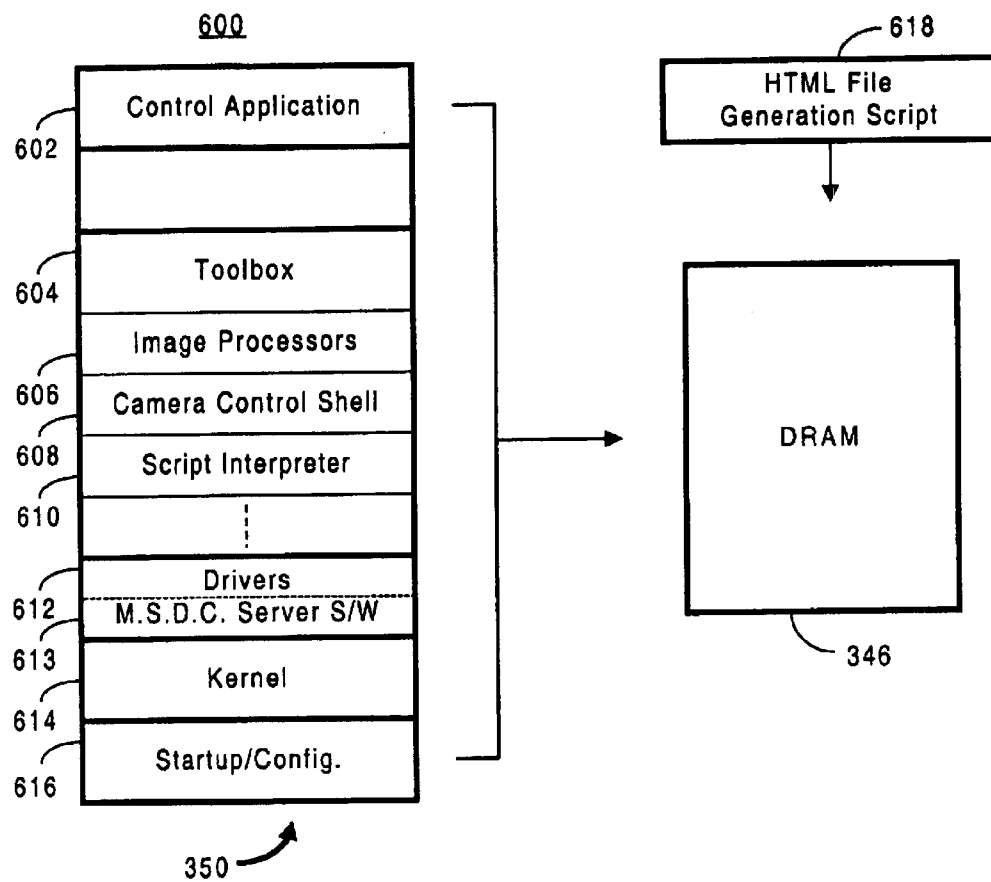 600
Control Application
602
Toolbox
604
Image Processors
606
Camera Control Shell
608
Script Interpreter
610
Drivers
612
M.S.D.C. Server S/W
613
Kernel
614
Startup/Config.
616
350
618
HTML File
Generation Script
DRAM
346